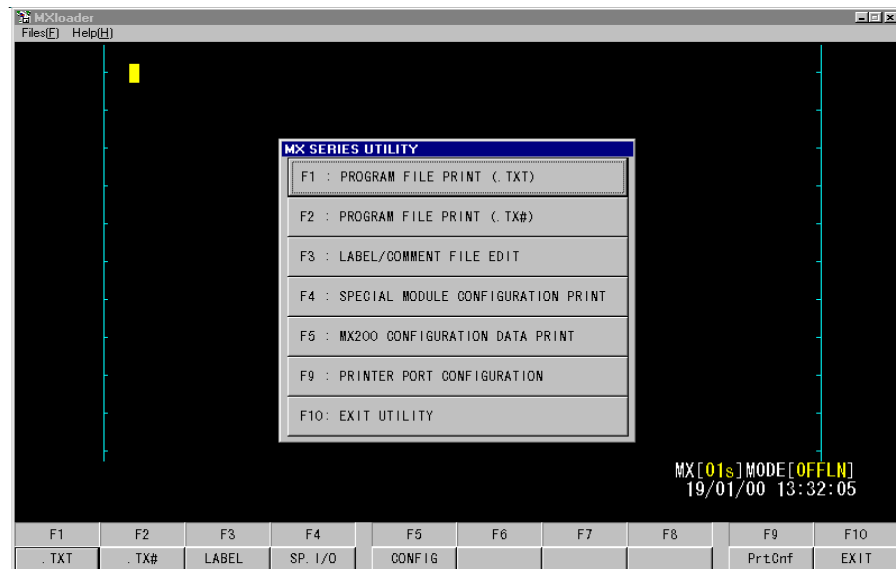 MXloader
Files(F) Help(H)
MX SERIES UTILITY
F1 : PROGRAM FILE PRINT (.TXT)
F2 : PROGRAM FILE PRINT (.TX#)
F3 : LABEL/COMMENT FILE EDIT
F4 : SPECIAL MODULE CONFIGURATION PRINT
F5 : MX200 CONFIGURATION DATA PRINT
F9 : PRINTER PORT CONFIGURATION
F10: EXIT UTILITY
MX[01s]MODE[OFFLN]
19/01/00 13:32:05
F1 F2 F3 F4 F5 F6 F7 F8 F9 F10
.TXT .TX# LABEL SP.I/O CONFIG PrtCnf EXIT